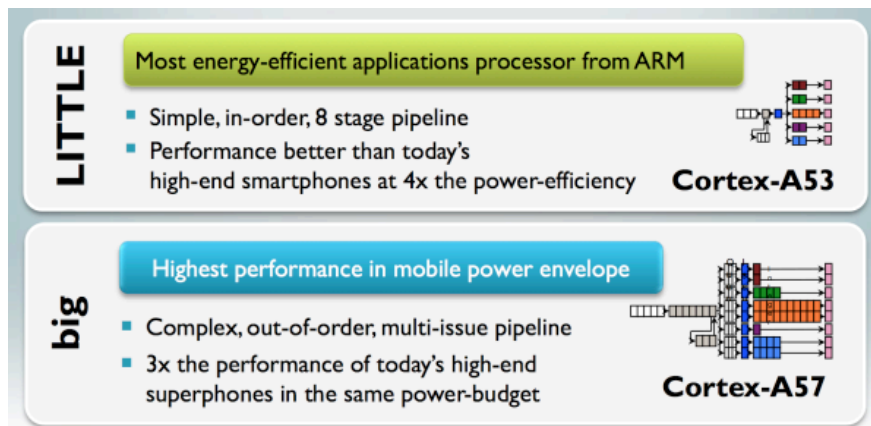 LITTLE
Most energy-efficient applications processor from ARM
▪ Simple, in-order, 8 stage pipeline
▪ Performance better than today's
high-end smartphones at 4x the power-efficiency
Cortex-A53
big
Highest performance in mobile power envelope
▪ Complex, out-of-order, multi-issue pipeline
▪ 3x the performance of today's high-end
superphones in the same power-budget
Cortex-A57